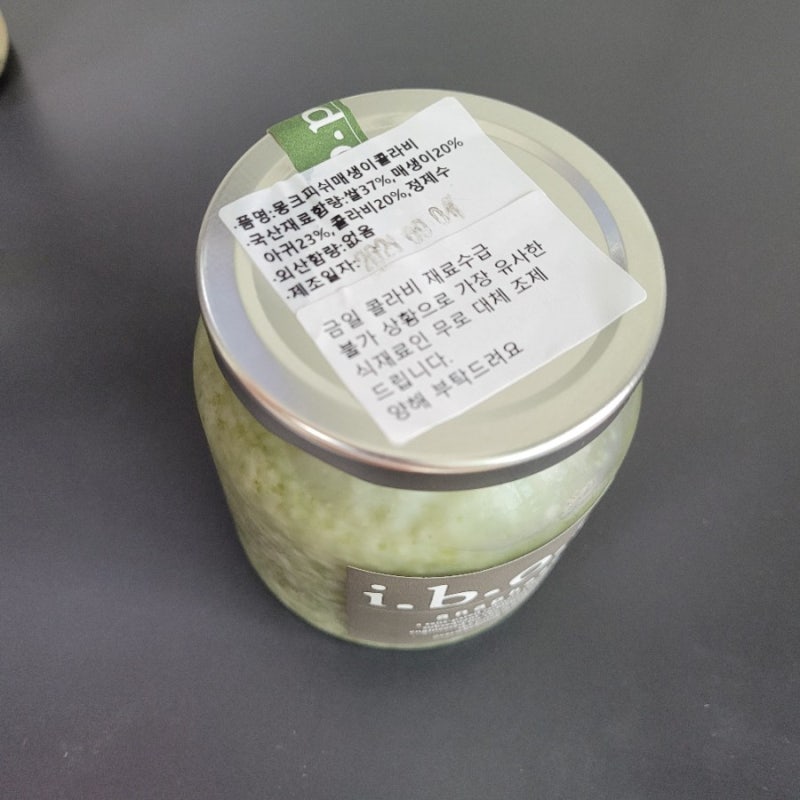 ·품명:몽크피쉬매생이콜라비
·국산재료함량:쌀37%,매생이20%
아귀23%,콜라비20%,정제수
·외산함량:없음
·제조일자:
금일 콜라비 재료수급
불가 상황으로 가장 유사한
식재료인 무로 대체 조제
드립니다.
양해 부탁드려요
i.b.